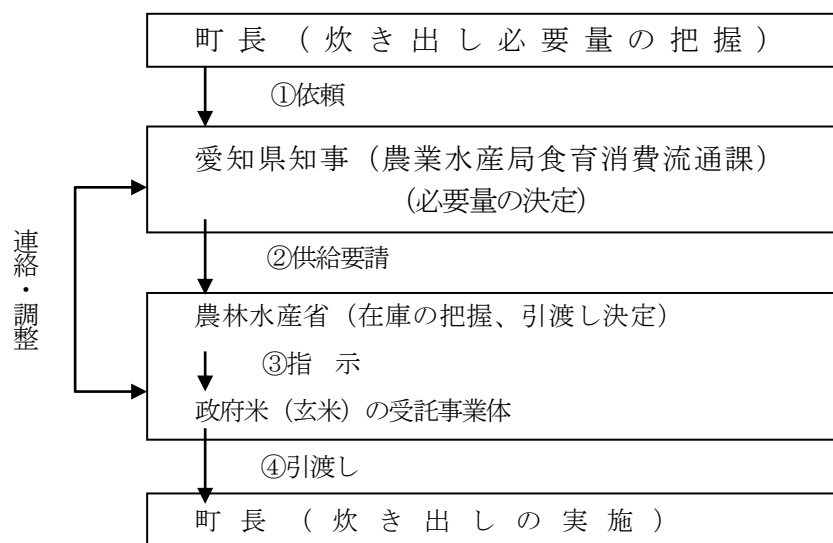 町長（炊き出し必要量の把握）
①依頼
愛知県知事（農業水産局食育消費流通課）
（必要量の決定）
連絡・調整
②供給要請
農林水産省（在庫の把握、引渡し決定）
③指　示
政府米（玄米）の受託事業体
④引渡し
町長（炊き出しの実施）